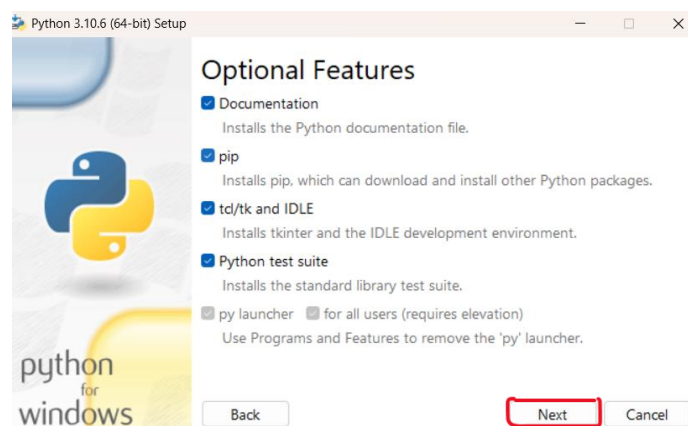 Python 3.10.6 (64-bit) Setup
Optional Features
Documentation
Installs the Python documentation file.
pip
Installs pip, which can download and install other Python packages.
tcl/tk and IDLE
Installs tkinter and the IDLE development environment.
Python test suite
Installs the standard library test suite.
py launcher for all users (requires elevation)
Use Programs and Features to remove the 'py' launcher.
python
for
windows
Back Next Cancel